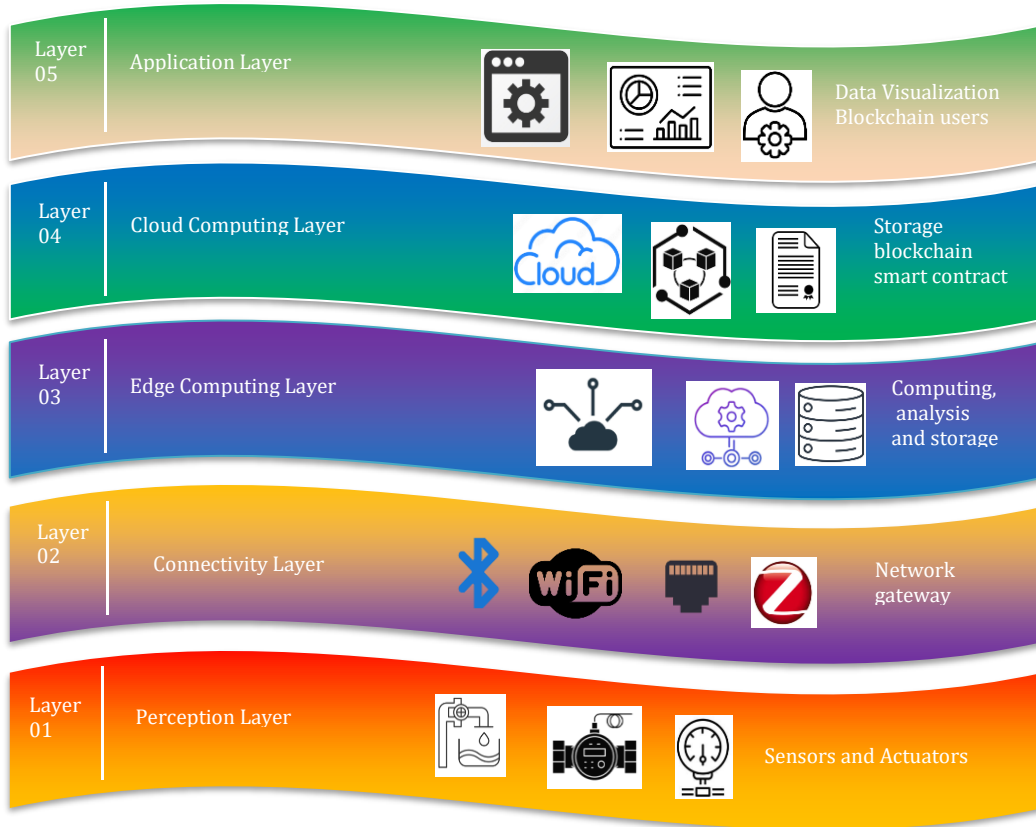 Layer
05
Application Layer
Data Visualization
Blockchain users
Layer
04
Cloud Computing Layer
Cloud
Storage
blockchain
smart contract
Layer
03
Edge Computing Layer
Computing,
analysis
and storage
Layer
02
Connectivity Layer
WiFi
Z
Network
gateway
Layer
01
Perception Layer
Sensors and Actuators